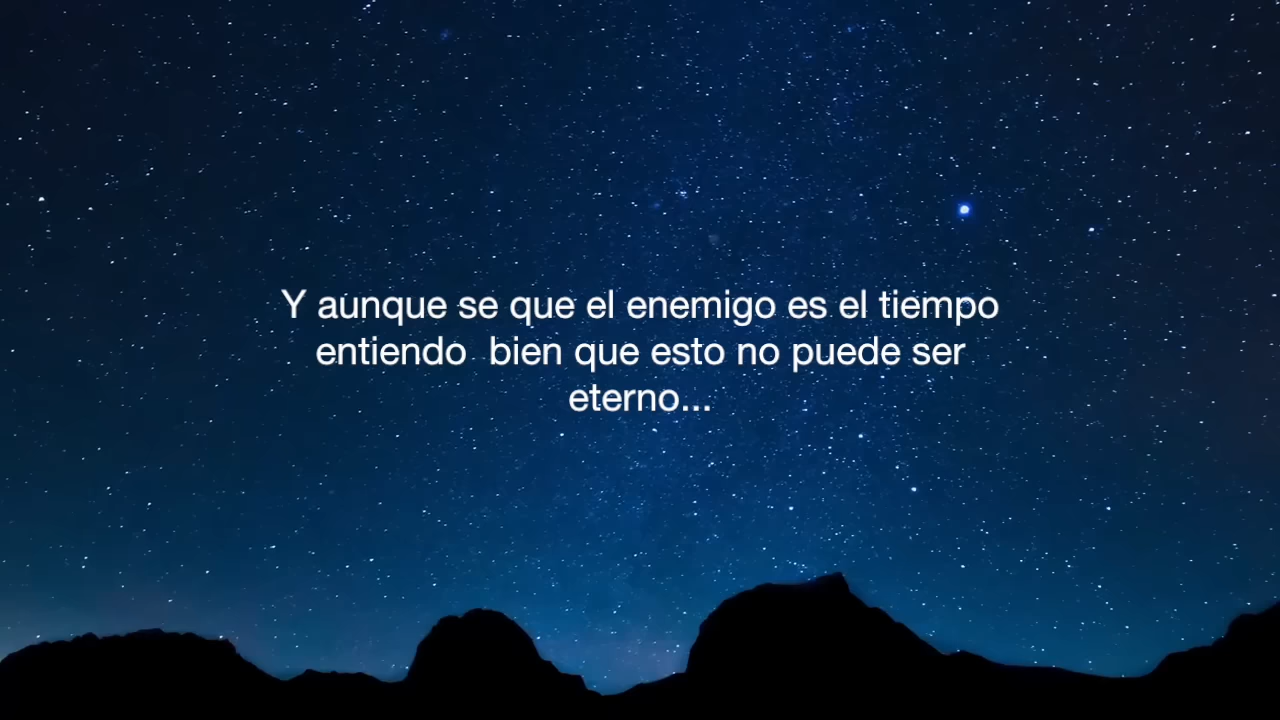 Y aunque se que el enemigo es el tiempo
entiendo  bien que esto no puede ser
eterno...